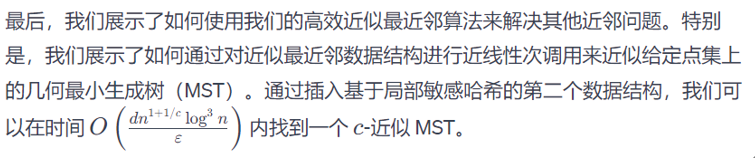 最后，我们展示了如何使用我们的高效近似最近邻算法来解决其他近邻问题。特别
是，我们展示了如何通过对近似最近邻数据结构进行近线性次调用来近似给定点集上
的几何最小生成树（MST）。通过插入基于局部敏感哈希的第二个数据结构，我们可
以在时间 $O\left(\frac{dn^{1+1/c}\log^3 n}{\varepsilon}\right)$ 内找到一个 $c$-近似 MST。